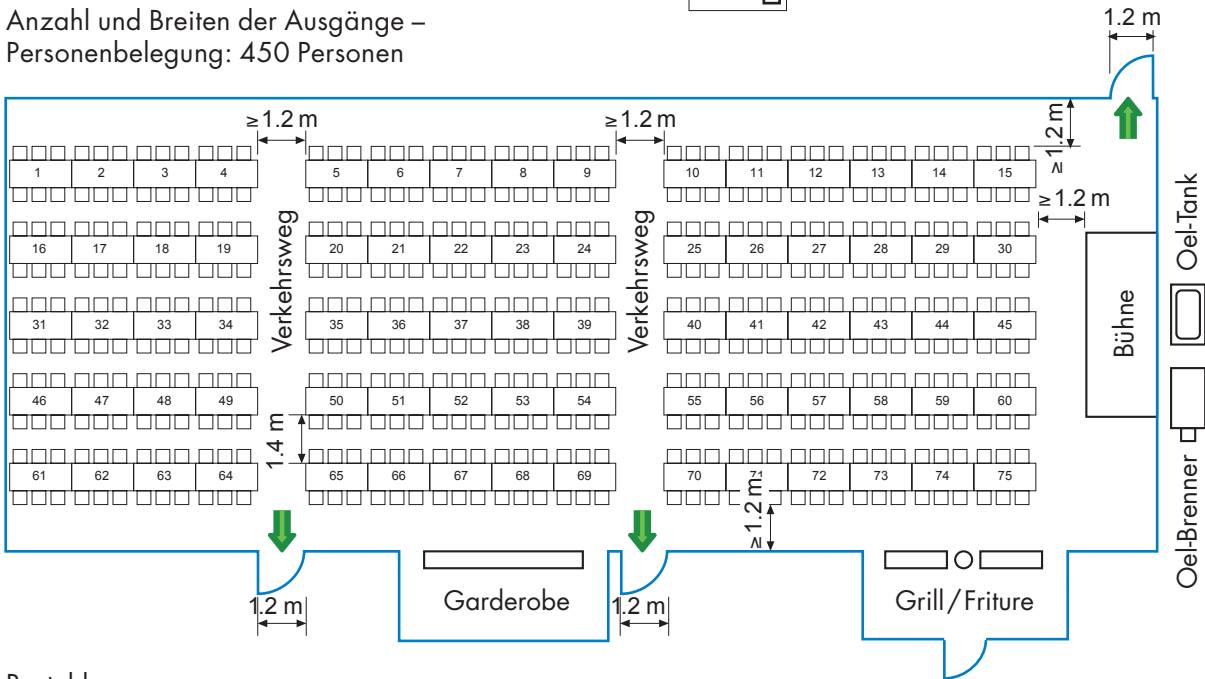 Anzahl und Breiten der Ausgänge –
Personenbelegung: 450 Personen
1.2 m
≥1.2 m
≥1.2 m
≥1.2 m
≥1.2 m
1 2 3 4 5 6 7 8 9 10 11 12 13 14 15
16 17 18 19 20 21 22 23 24 25 26 27 28 29 30
31 32 33 34 35 36 37 38 39 40 41 42 43 44 45
46 47 48 49 50 51 52 53 54 55 56 57 58 59 60
61 62 63 64 65 66 67 68 69 70 71 72 73 74 75
Verkehrsweg
Verkehrsweg
Bühne
Oel-Tank
Oel-Brenner
1.4 m
≥1.2 m
1.2 m
Garderobe
1.2 m
Grill/Friture